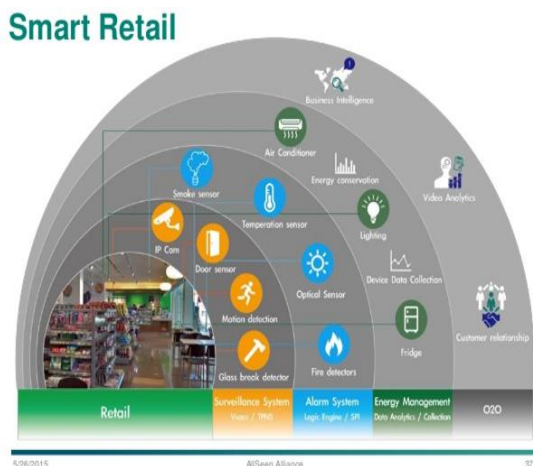 Smart Retail
Business Intelligence
Air Conditioner
Energy conservation
Video Analytics
Smoke sensor
Temperation sensor
Lighting
IP Cam
Door sensor
Device Data Collection
Optical Sensor
Motion detection
Customer relationship
Fridge
Glass break detector
Fire detectors
Retail
Surveillance System
Alarm System
Logic Engine / SPI
Energy Management
Data Analytics / Collection
O2O
5/26/2015
AllSeen Alliance